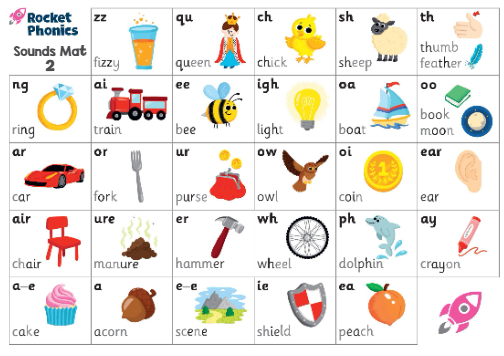 Rocket
Phonics
Sounds Mat
2
zz
fizzy
qu
queen
ch
chick
sh
sheep
th
thumb
feather
ng
ring
ai
train
ee
bee
igh
light
oa
boat
oo
book
moon
ar
car
or
fork
ur
purse
ow
owl
oi
coin
1
ear
ear
air
chair
ure
manure
er
hammer
wh
wheel
ph
dolphin
ay
crayon
a–e
cake
a
acorn
e–e
scene
ie
shield
ea
peach